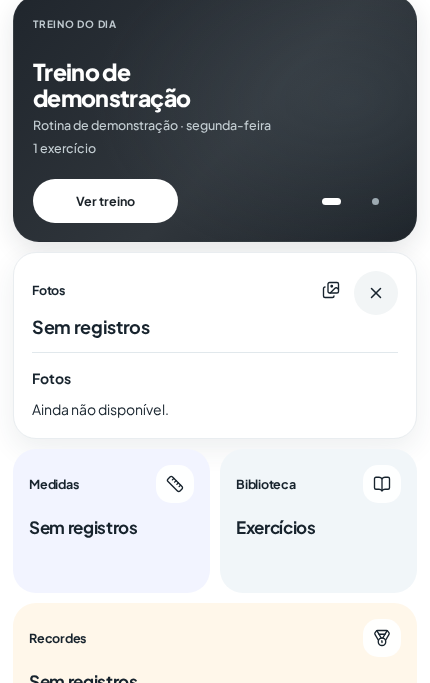 TREINO DO DIA
Treino de
demonstração
Rotina de demonstração · segunda-feira
1 exercício
Ver treino
Fotos
Sem registros
Fotos
Ainda não disponível.
Medidas
Sem registros
Biblioteca
Exercícios
Recordes
Sem registros